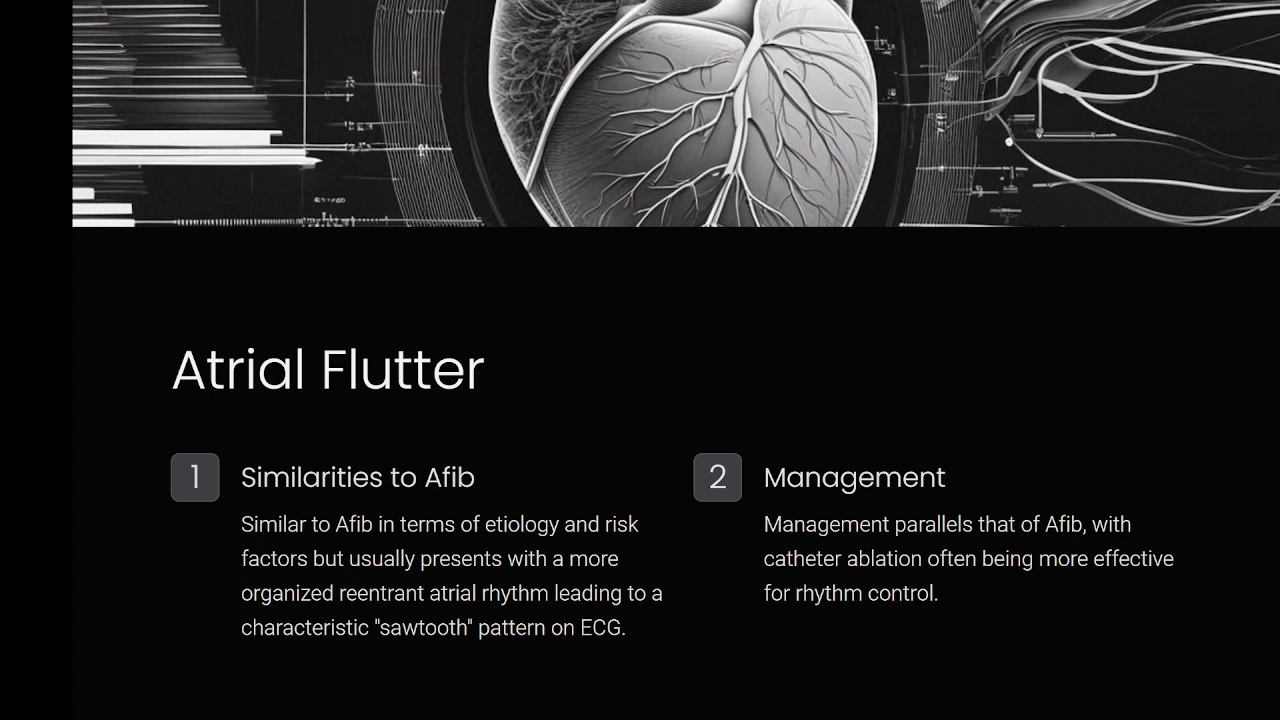 Atrial Flutter
1
Similarities to Afib
Similar to Afib in terms of etiology and risk
factors but usually presents with a more
organized reentrant atrial rhythm leading to a
characteristic "sawtooth" pattern on ECG.
2
Management
Management parallels that of Afib, with
catheter ablation often being more effective
for rhythm control.